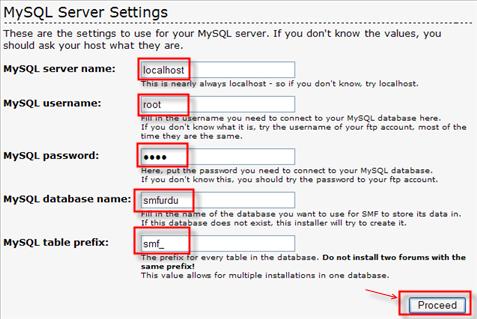 MySQL Server Settings
These are the settings to use for your MySQL server. If you don't know the values, you
should ask your host what they are.
MySQL server name:
localhost
This is nearly always localhost - so if you don't know, try localhost.
MySQL username:
root
Fill in the username you need to connect to your MySQL database here.
If you don't know what it is, try the username of your ftp account, most of the
time they are the same.
MySQL password:
●●●●
Here, put the password you need to connect to your MySQL database.
If you don't know this, you should try the password to your ftp account.
MySQL database name:
smfurdu
Fill in the name of the database you want to use for SMF to store its data in.
If this database does not exist, this installer will try to create it.
MySQL table prefix:
smf_
The prefix for every table in the database. Do not install two forums with the
same prefix!
This value allows for multiple installations in one database.
Proceed